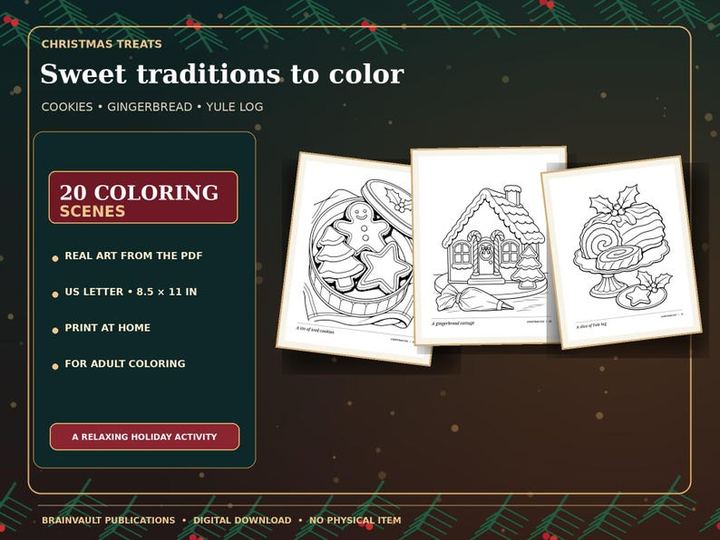 CHRISTMAS TREATS
Sweet traditions to color
COOKIES • GINGERBREAD • YULE LOG
20 COLORING
SCENES
• REAL ART FROM THE PDF
• US LETTER • 8.5 × 11 IN
• PRINT AT HOME
• FOR ADULT COLORING
A RELAXING HOLIDAY ACTIVITY
A tin of iced cookies
A gingerbread cottage
A slice of Yule log
BRAINVAULT PUBLICATIONS • DIGITAL DOWNLOAD • NO PHYSICAL ITEM